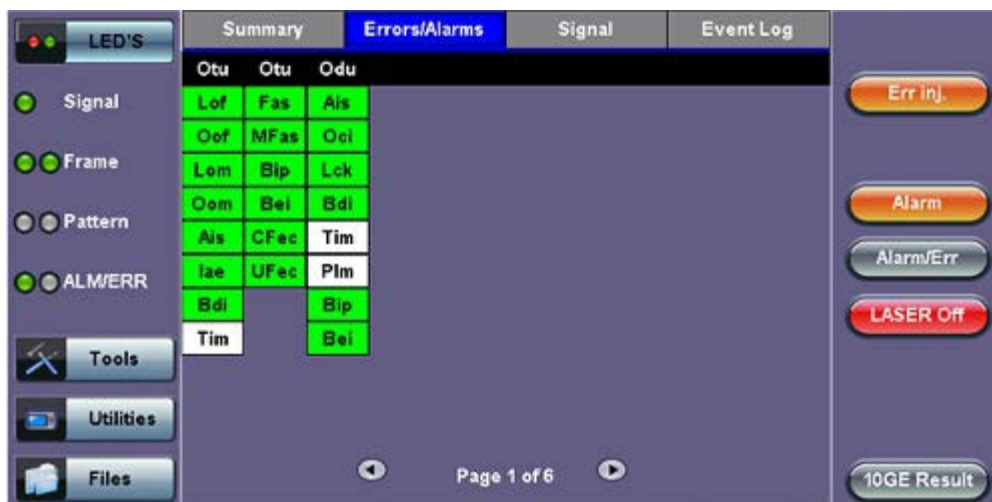 LED'S
Signal
Frame
Pattern
ALM/ERR
Tools
Utilities
Files
Summary Errors/Alarms Signal Event Log
Otu Otu Odu
Lof Fas Ais
Oof MFas Oci
Lom Bip Lck
Oom Bei Bdi
Ais CFec Tim
Iae UFec Plm
Bdi Bip
Tim Bei
Page 1 of 6
Err inj.
Alarm
Alarm/Err
LASER Off
10GE Result